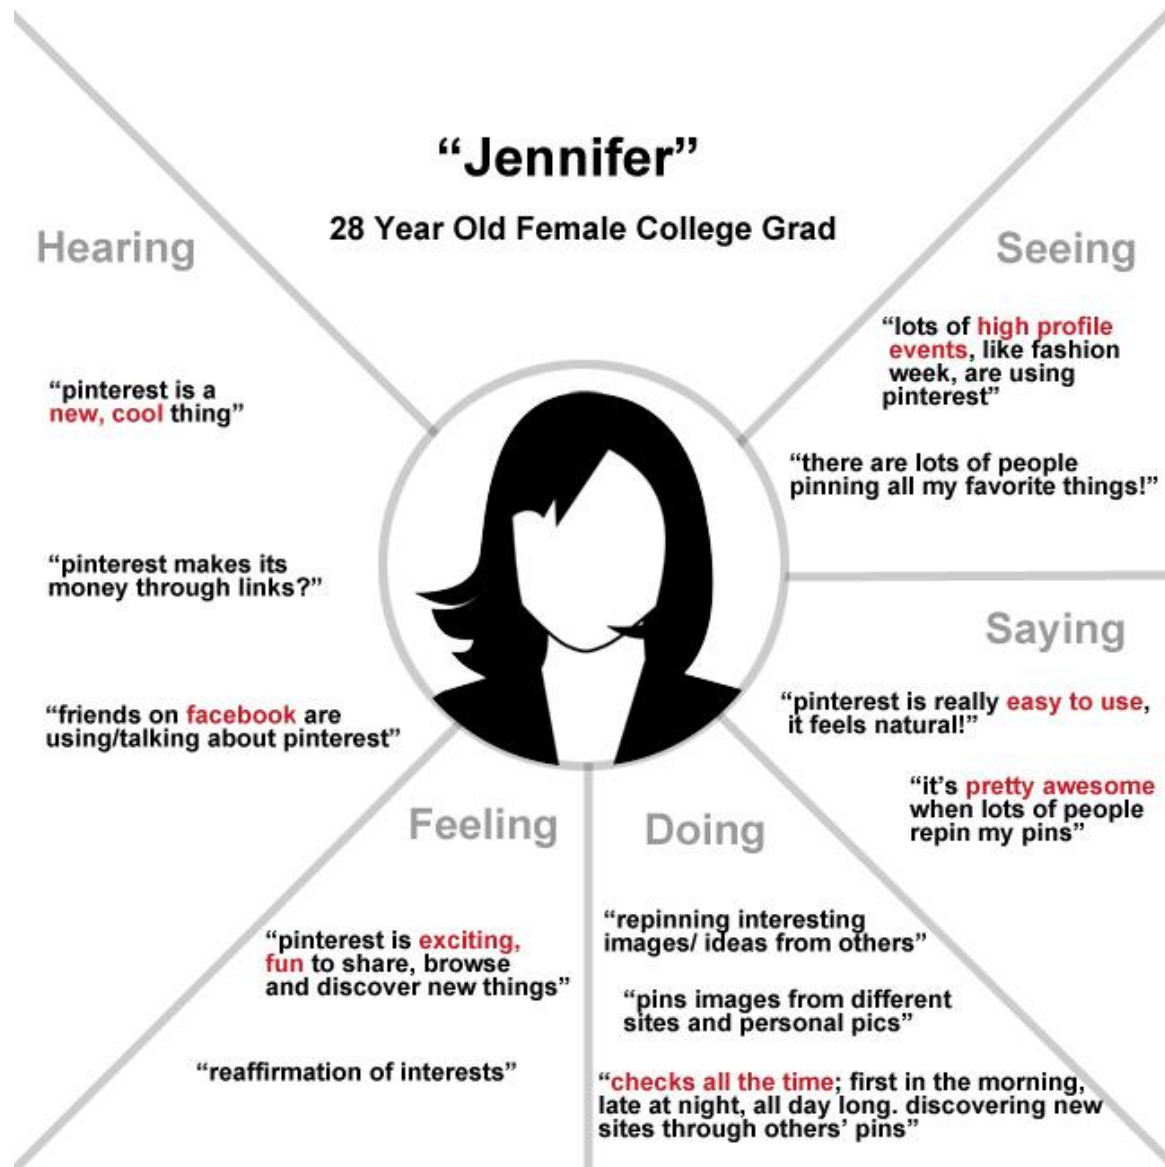 “Jennifer”
28 Year Old Female College Grad
Hearing
“pinterest is a
new, cool thing”
“pinterest makes its
money through links?”
“friends on facebook are
using/talking about pinterest”
Seeing
“lots of high profile
events, like fashion
week, are using
pinterest”
“there are lots of people
pinning all my favorite things!”
Saying
“pinterest is really easy to use,
it feels natural!”
“it’s pretty awesome
when lots of people
repin my pins”
Feeling
“pinterest is exciting,
fun to share, browse
and discover new things”
“reaffirmation of interests”
Doing
“repinning interesting
images/ ideas from others”
“pins images from different
sites and personal pics”
“checks all the time; first in the morning,
late at night, all day long. discovering new
sites through others’ pins”